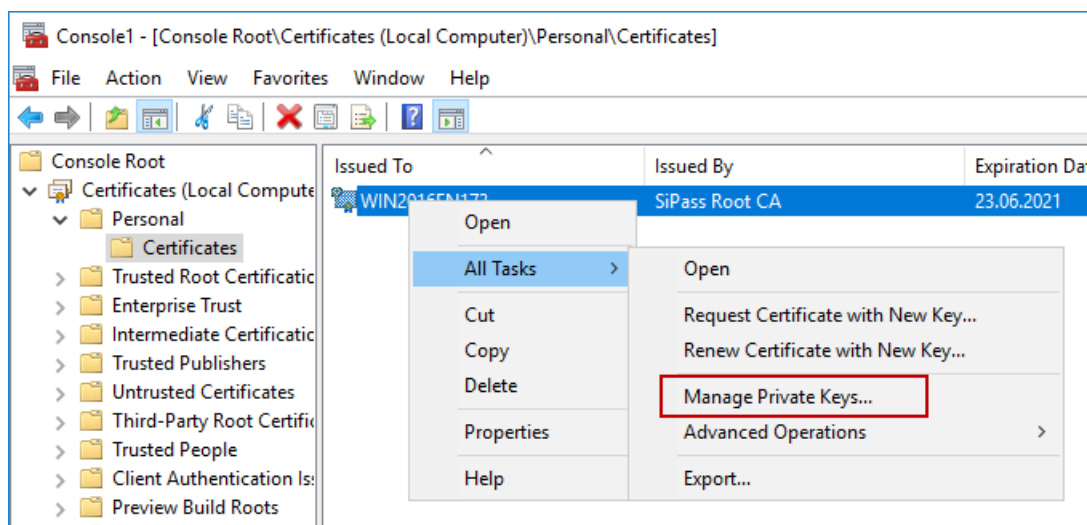 Console1 - [Console Root\Certificates (Local Computer)\Personal\Certificates]
File Action View Favorites Window Help
Console Root
Certificates (Local Compute
Personal
Certificates
Trusted Root Certificatic
Enterprise Trust
Intermediate Certificatic
Trusted Publishers
Untrusted Certificates
Third-Party Root Certific
Trusted People
Client Authentication Is
Preview Build Roots
Issued To Issued By Expiration Da
WIN2016EN172 SiPass Root CA 23.06.2021
Open
All Tasks
Cut
Copy
Delete
Properties
Help
Open
Request Certificate with New Key...
Renew Certificate with New Key...
Manage Private Keys...
Advanced Operations
Export...